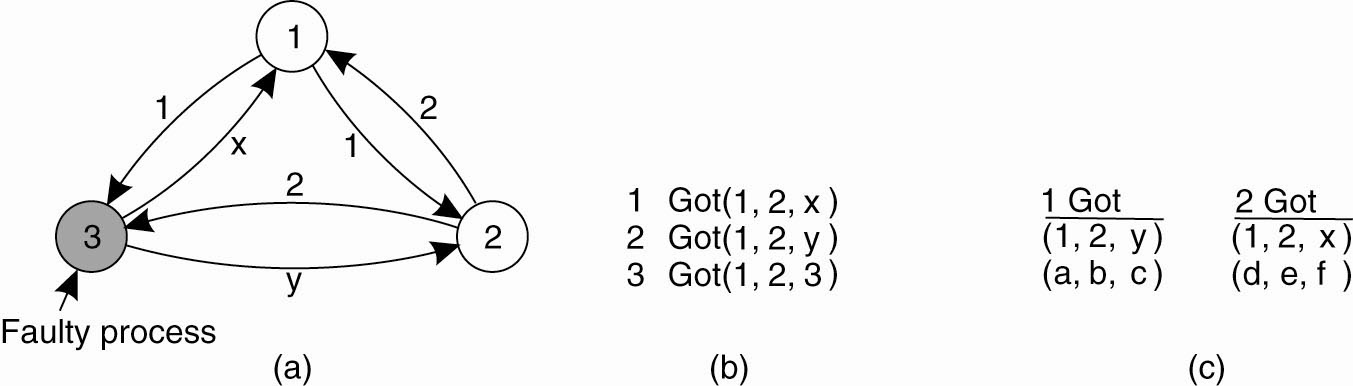 1
1
x
1
2
2
3
2
y
Faulty process
(a)
1 Got(1, 2, x )
2 Got(1, 2, y )
3 Got(1, 2, 3 )
(b)
1 Got
(1, 2, y )
(a, b, c )
2 Got
(1, 2, x )
(d, e, f )
(c)